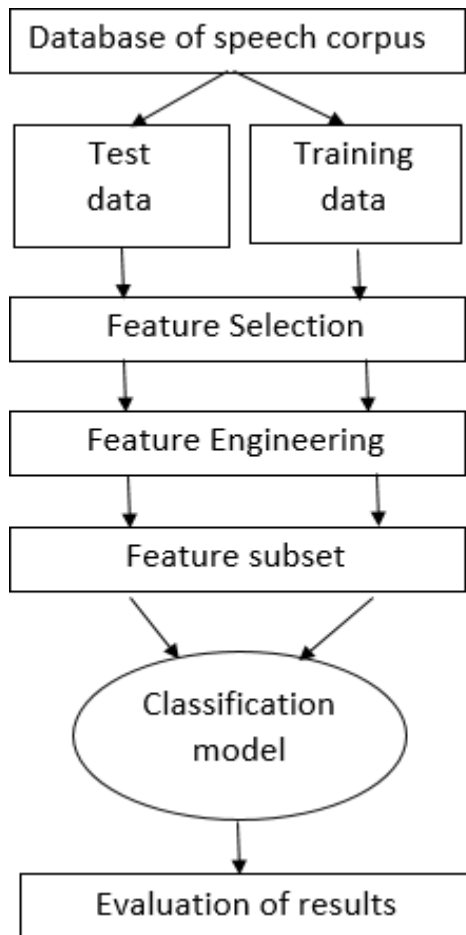 Database of speech corpus
Test
data
Training
data
Feature Selection
Feature Engineering
Feature subset
Classification
model
Evaluation of results